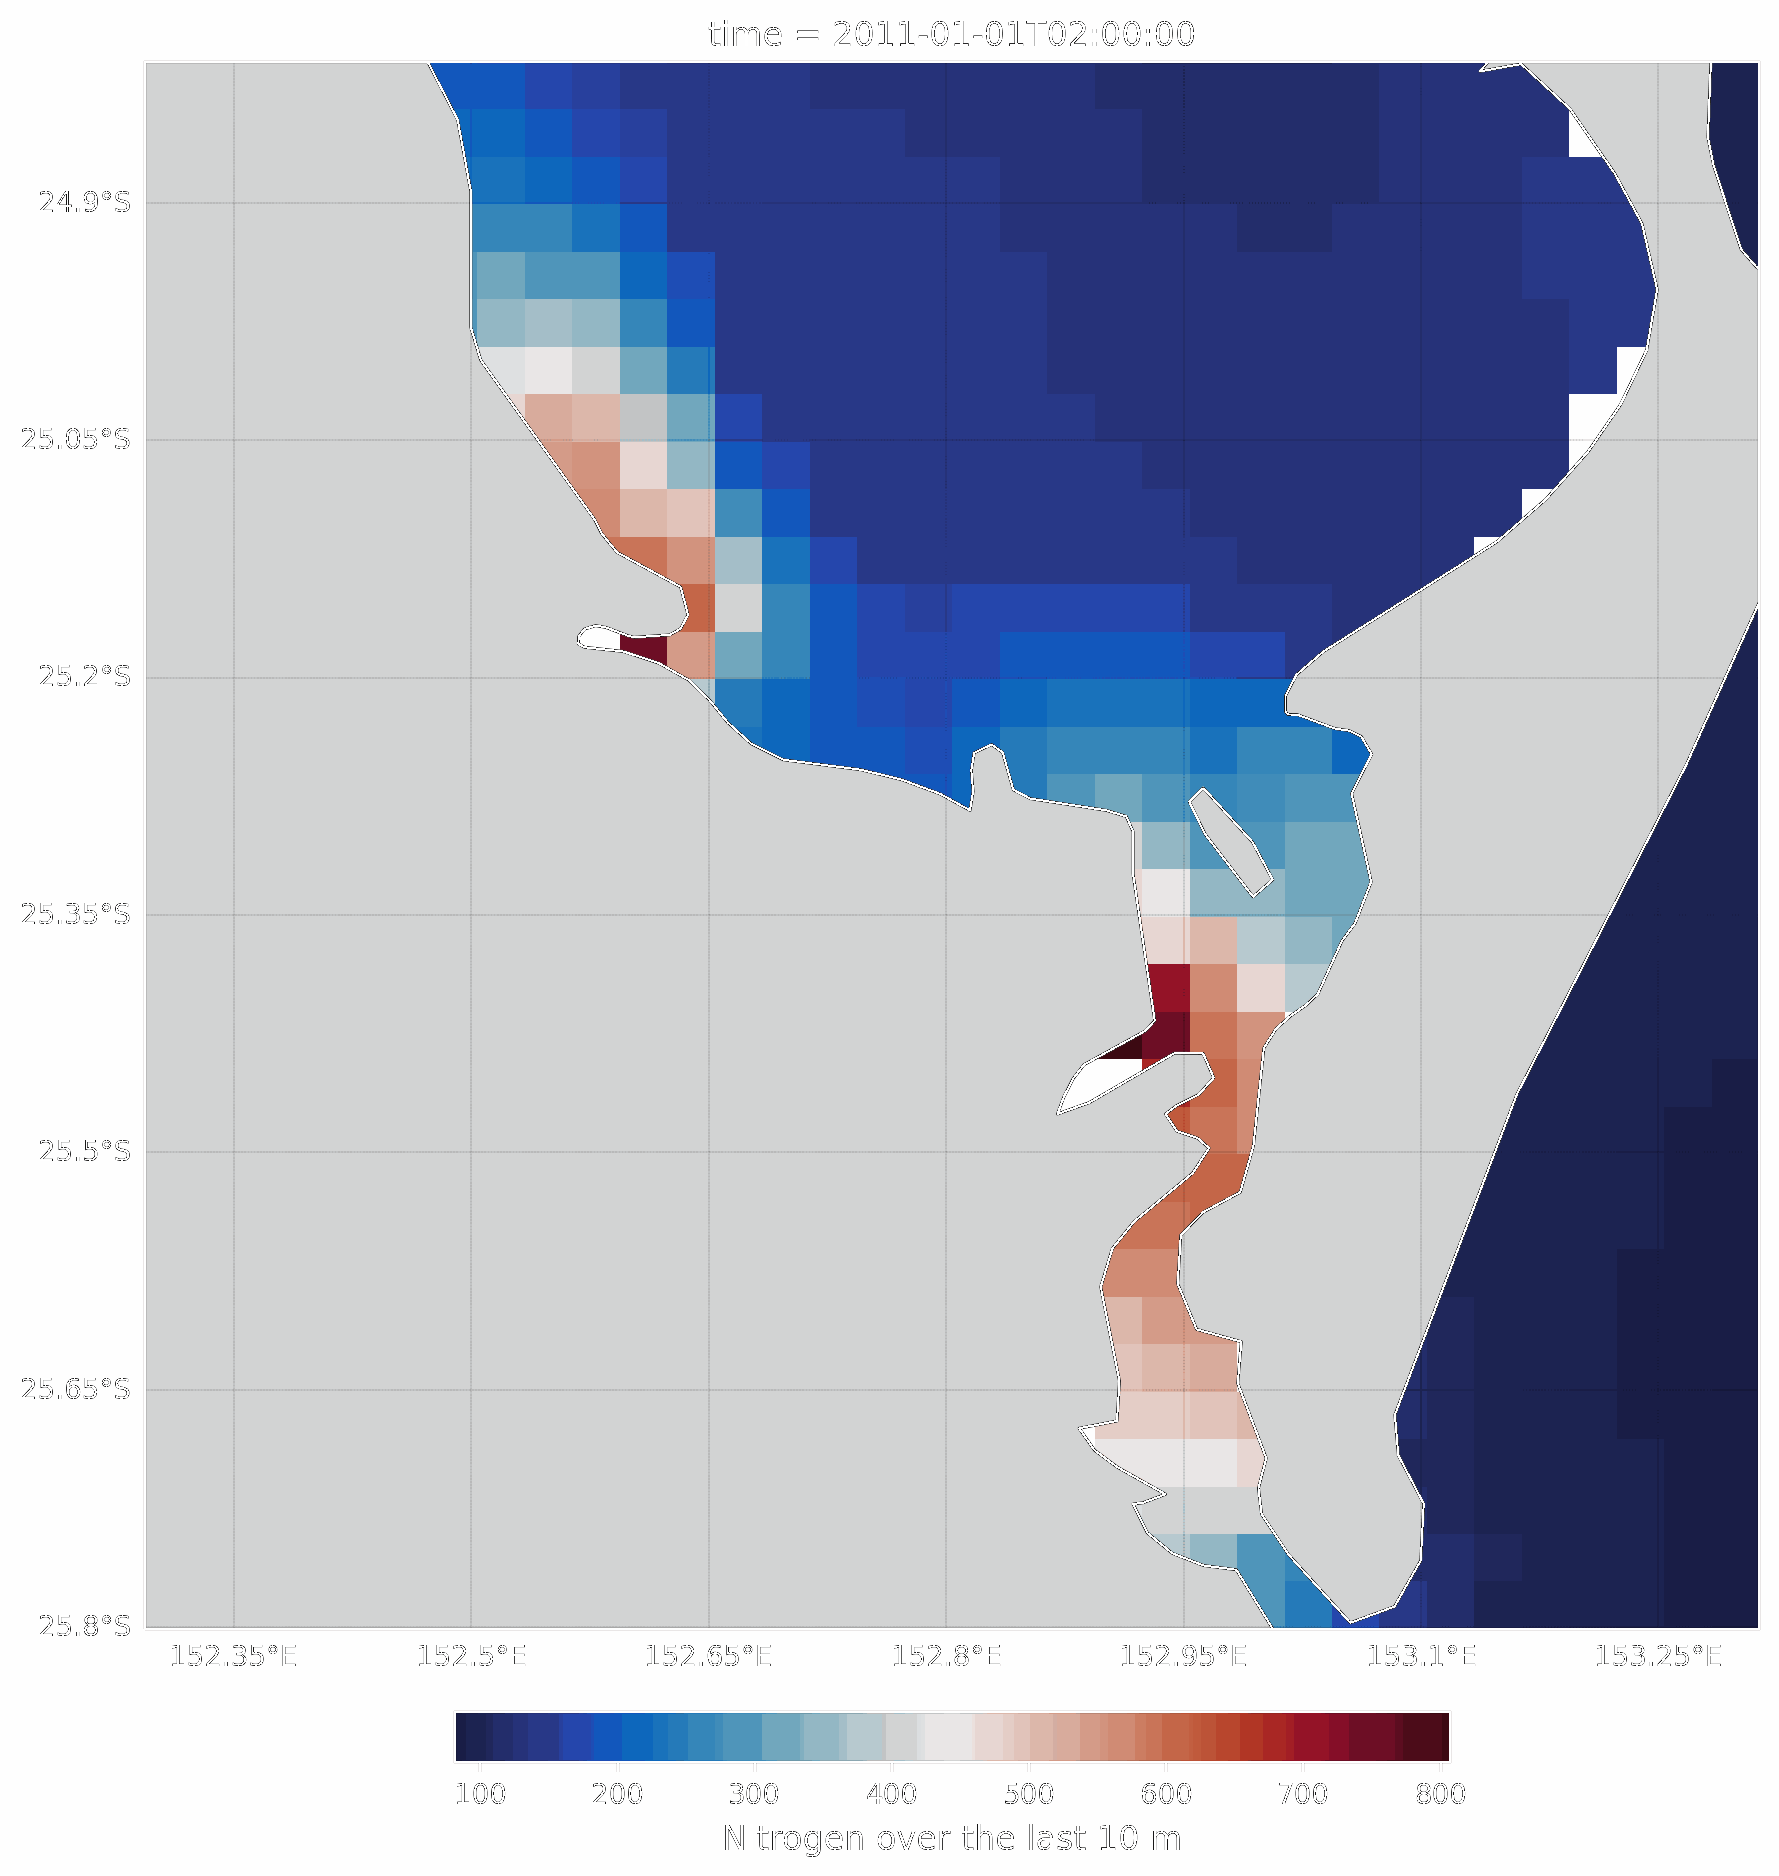 time = 2011-01-01T02:00:00
24.9°S
25.05°S
25.2°S
25.35°S
25.5°S
25.65°S
25.8°S
152.35°E 152.5°E 152.65°E 152.8°E 152.95°E 153.1°E 153.25°E
100 200 300 400 500 600 700 800
N trogen over the last 10 m